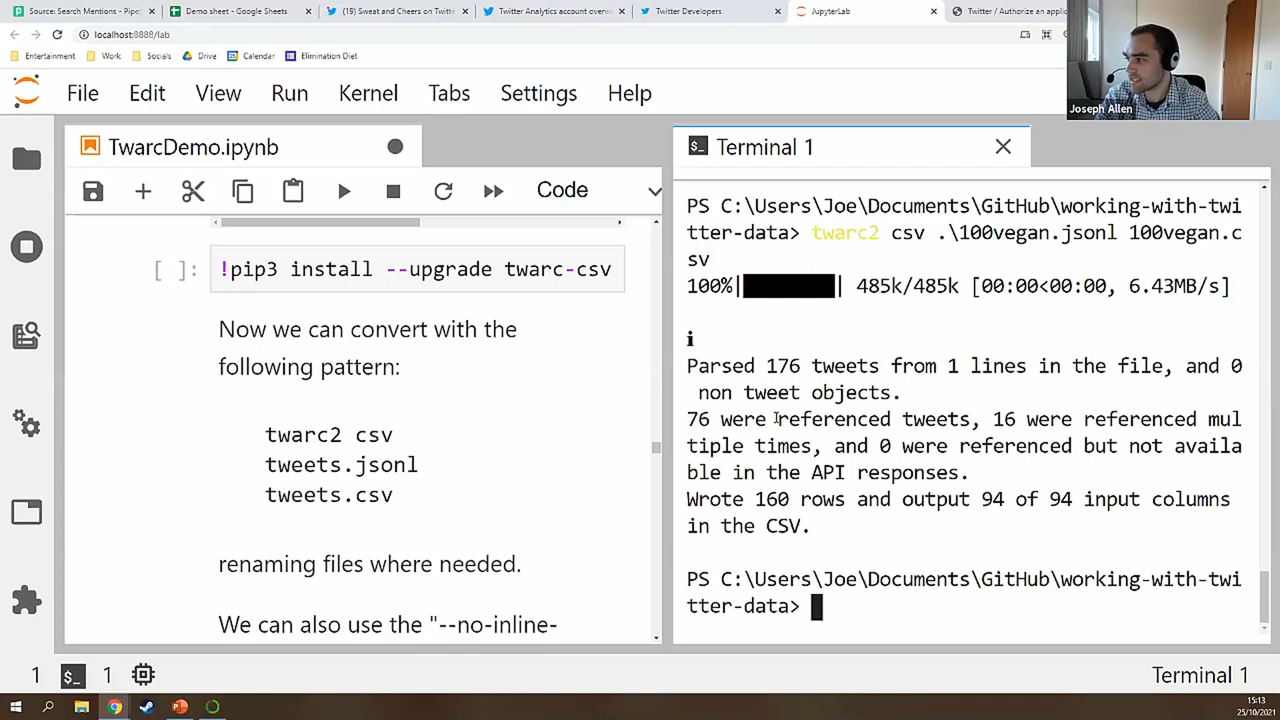 Source: Search Mentions - Pipe
Demo sheet - Google Sheets
(19) Sweat and Cheers on Twitt
Twitter Analytics account overvi
Twitter Developers
JupyterLab
Twitter / Authorize an applic
localhost:8888/lab
Entertainment
Work
Socials
Drive
Calendar
Elimination Diet
Joseph Allen
File
Edit
View
Run
Kernel
Tabs
Settings
Help
TwarcDemo.ipynb
Code
[ ]:
!pip3 install --upgrade twarc-csv
Now we can convert with the
following pattern:
twarc2 csv
tweets.jsonl
tweets.csv
renaming files where needed.
We can also use the "--no-inline-
Terminal 1
PS C:\Users\Joe\Documents\GitHub\working-with-twi
tter-data> twarc2 csv .\100vegan.jsonl 100vegan.c
sv
100%| | 485k/485k [00:00<00:00, 6.43MB/s]
ℹ
Parsed 176 tweets from 1 lines in the file, and 0
non tweet objects.
76 were referenced tweets, 16 were referenced mul
tiple times, and 0 were referenced but not availa
ble in the API responses.
Wrote 160 rows and output 94 of 94 input columns
in the CSV.
PS C:\Users\Joe\Documents\GitHub\working-with-twi
tter-data>
1
$_
1
Terminal 1
15:13
25/10/2021